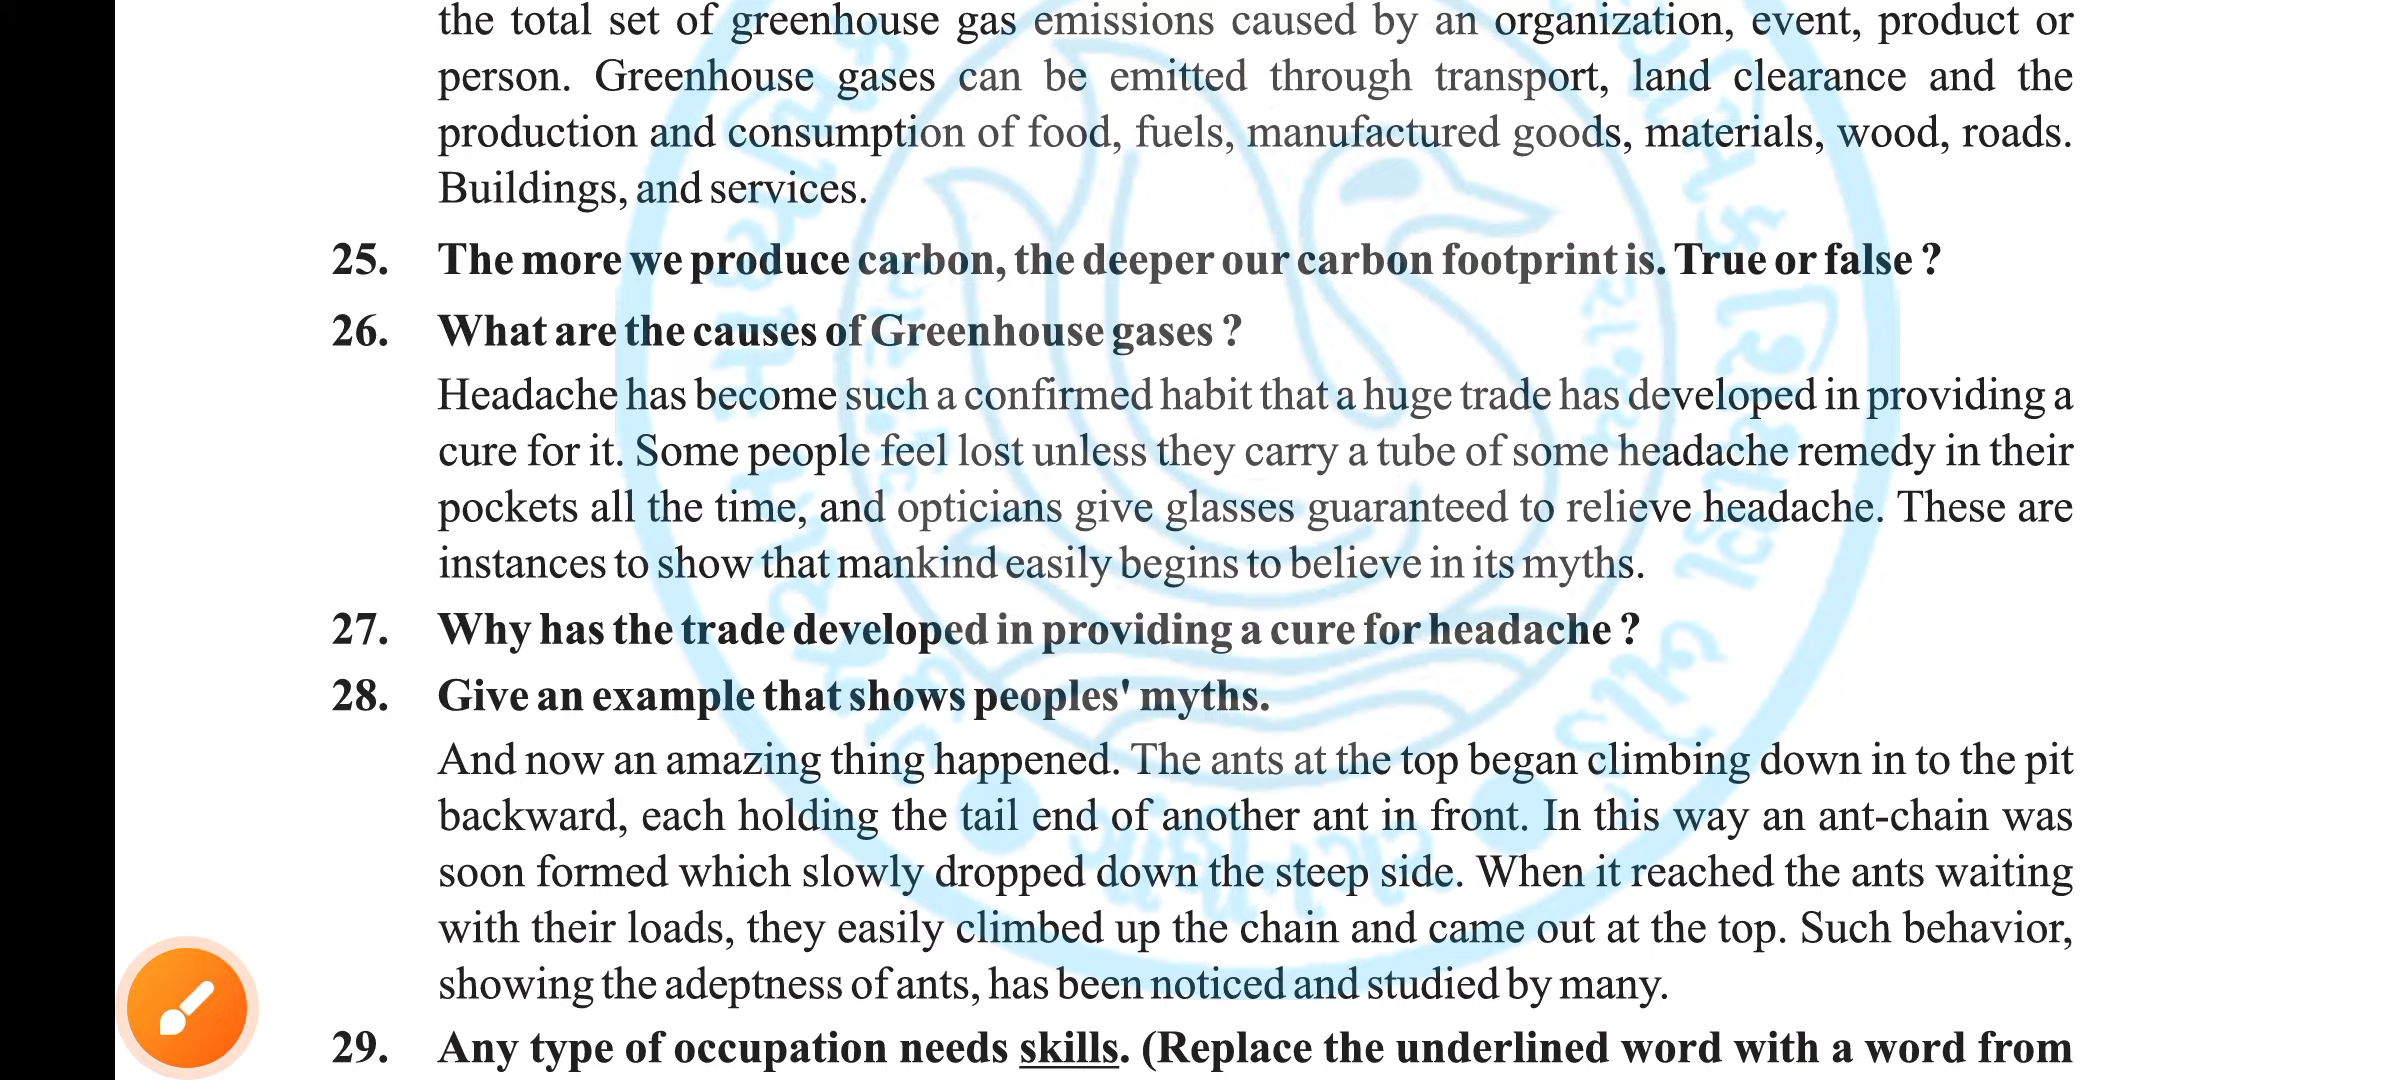 the total set of greenhouse gas emissions caused by an organization, event, product or
person. Greenhouse gases can be emitted through transport, land clearance and the
production and consumption of food, fuels, manufactured goods, materials, wood, roads.
Buildings, and services.
25. The more we produce carbon, the deeper our carbon footprint is. True or false ?
26. What are the causes of Greenhouse gases ?
Headache has become such a confirmed habit that a huge trade has developed in providing a
cure for it. Some people feel lost unless they carry a tube of some headache remedy in their
pockets all the time, and opticians give glasses guaranteed to relieve headache. These are
instances to show that mankind easily begins to believe in its myths.
27. Why has the trade developed in providing a cure for headache ?
28. Give an example that shows peoples' myths.
And now an amazing thing happened. The ants at the top began climbing down in to the pit
backward, each holding the tail end of another ant in front. In this way an ant-chain was
soon formed which slowly dropped down the steep side. When it reached the ants waiting
with their loads, they easily climbed up the chain and came out at the top. Such behavior,
showing the adeptness of ants, has been noticed and studied by many.
29. Any type of occupation needs skills. (Replace the underlined word with a word from